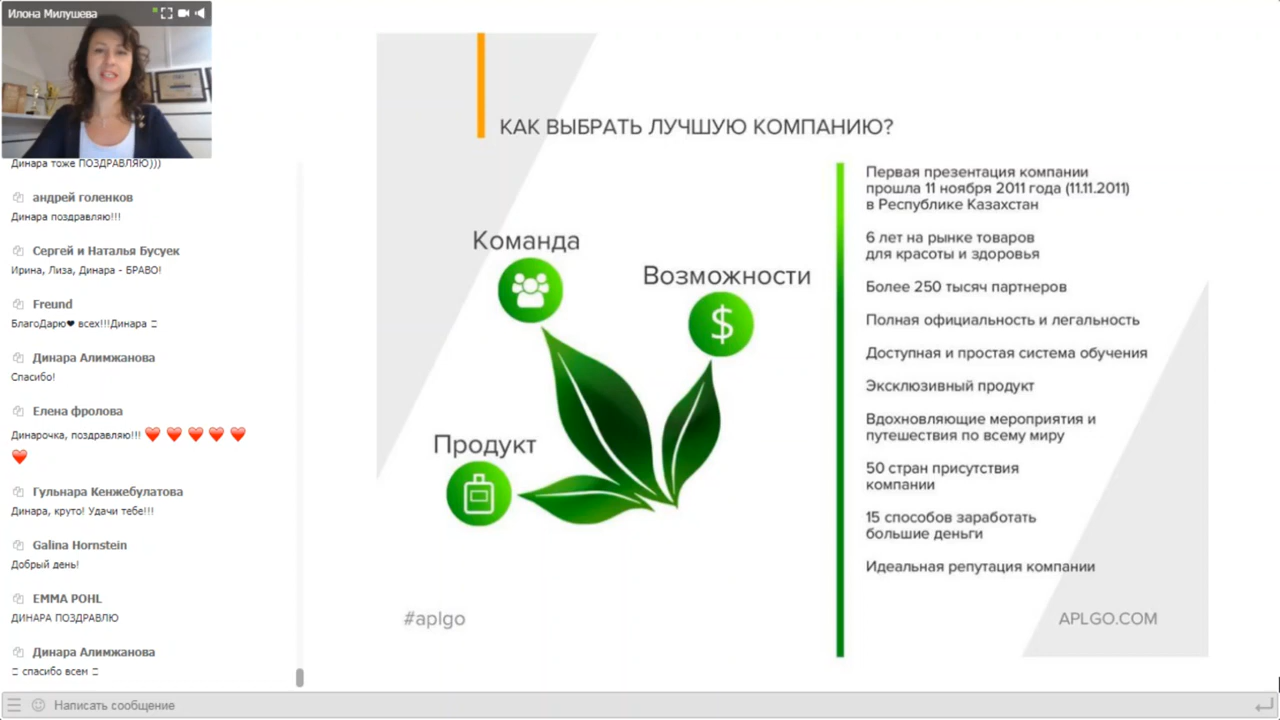 Илона Милушева
Динара тоже ПОЗДРАВЛЯЮ)))
андрей голенков
Динара поздравляю!!!
Сергей и Наталья Бусуек
Ирина, Лиза, Динара - БРАВО!
Freund
БлагоДарю❤ всех!!!Динара
Динара Алимжанова
Спасибо!
Елена фролова
Динарочка, поздравляю!!! ❤ ❤ ❤ ❤ ❤
❤
Гульнара Кенжебулатова
Динара, круто! Удачи тебе!!!
Galina Hornstein
Добрый день!
EMMA POHL
ДИНАРА ПОЗДРАВЛЮ
Динара Алимжанова
спасибо всем
Написать сообщение
КАК ВЫБРАТЬ ЛУЧШУЮ КОМПАНИЮ?
Команда
Возможности
$
Продукт
#aplgo
Первая презентация компании
прошла 11 ноября 2011 года (11.11.2011)
в Республике Казахстан
6 лет на рынке товаров
для красоты и здоровья
Более 250 тысяч партнеров
Полная официальность и легальность
Доступная и простая система обучения
Эксклюзивный продукт
Вдохновляющие мероприятия и
путешествия по всему миру
50 стран присутствия
компании
15 способов заработать
большие деньги
Идеальная репутация компании
APLGO.COM